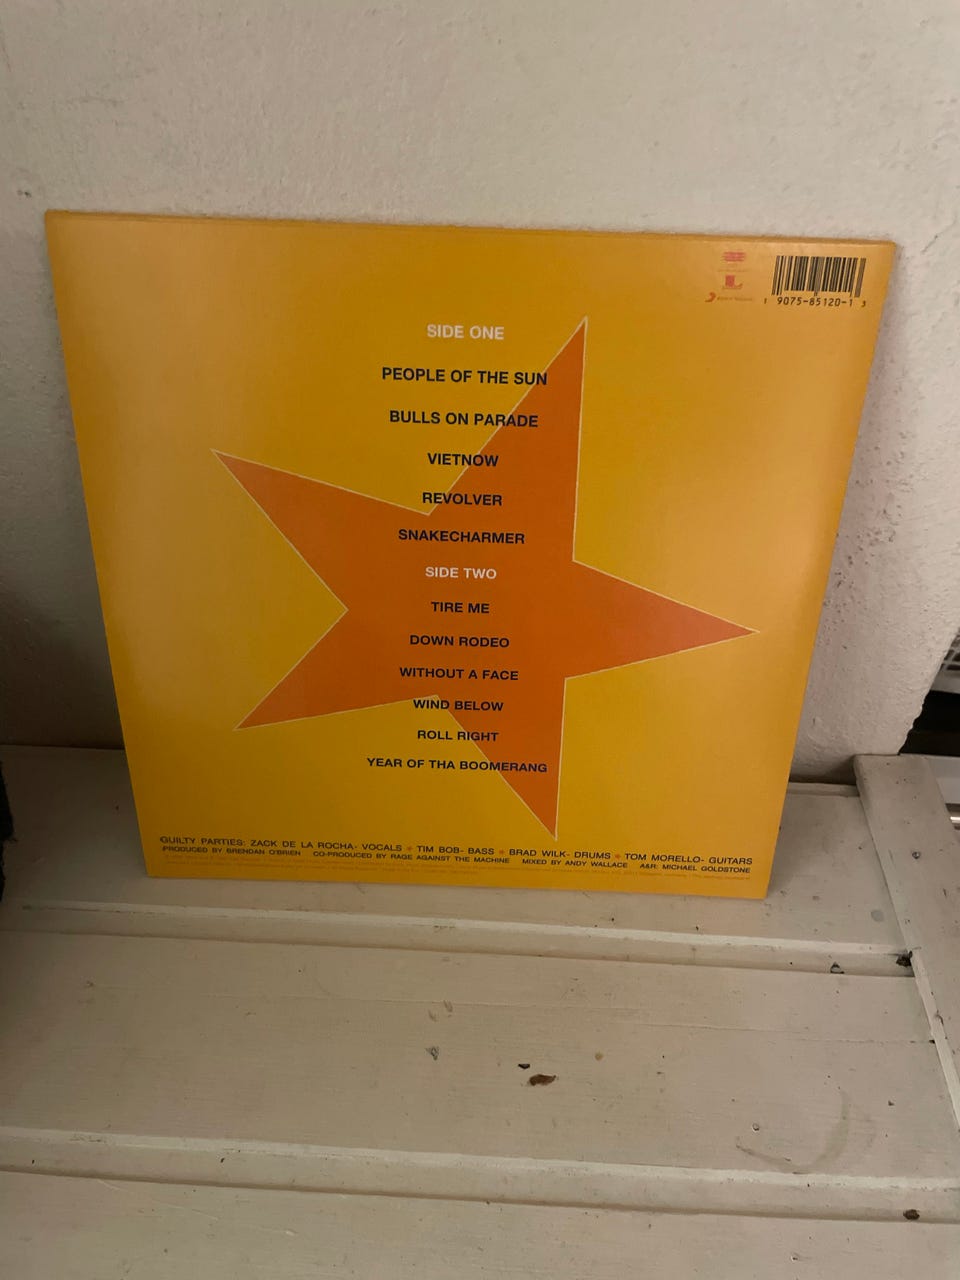 1 9075-85120-1 3
SIDE ONE
PEOPLE OF THE SUN
BULLS ON PARADE
VIETNOW
REVOLVER
SNAKECHARMER
SIDE TWO
TIRE ME
DOWN RODEO
WITHOUT A FACE
WIND BELOW
ROLL RIGHT
YEAR OF THA BOOMERANG
GUILTY PARTIES: ZACK DE LA ROCHA- VOCALS TIM BOB- BASS BRAD WILK- DRUMS TOM MORELLO- GUITARS
PRODUCED BY BRENDAN O'BRIEN CO-PRODUCED BY RAGE AGAINST THE MACHINE MIXED BY ANDY WALLACE A&R: MICHAEL GOLDSTONE